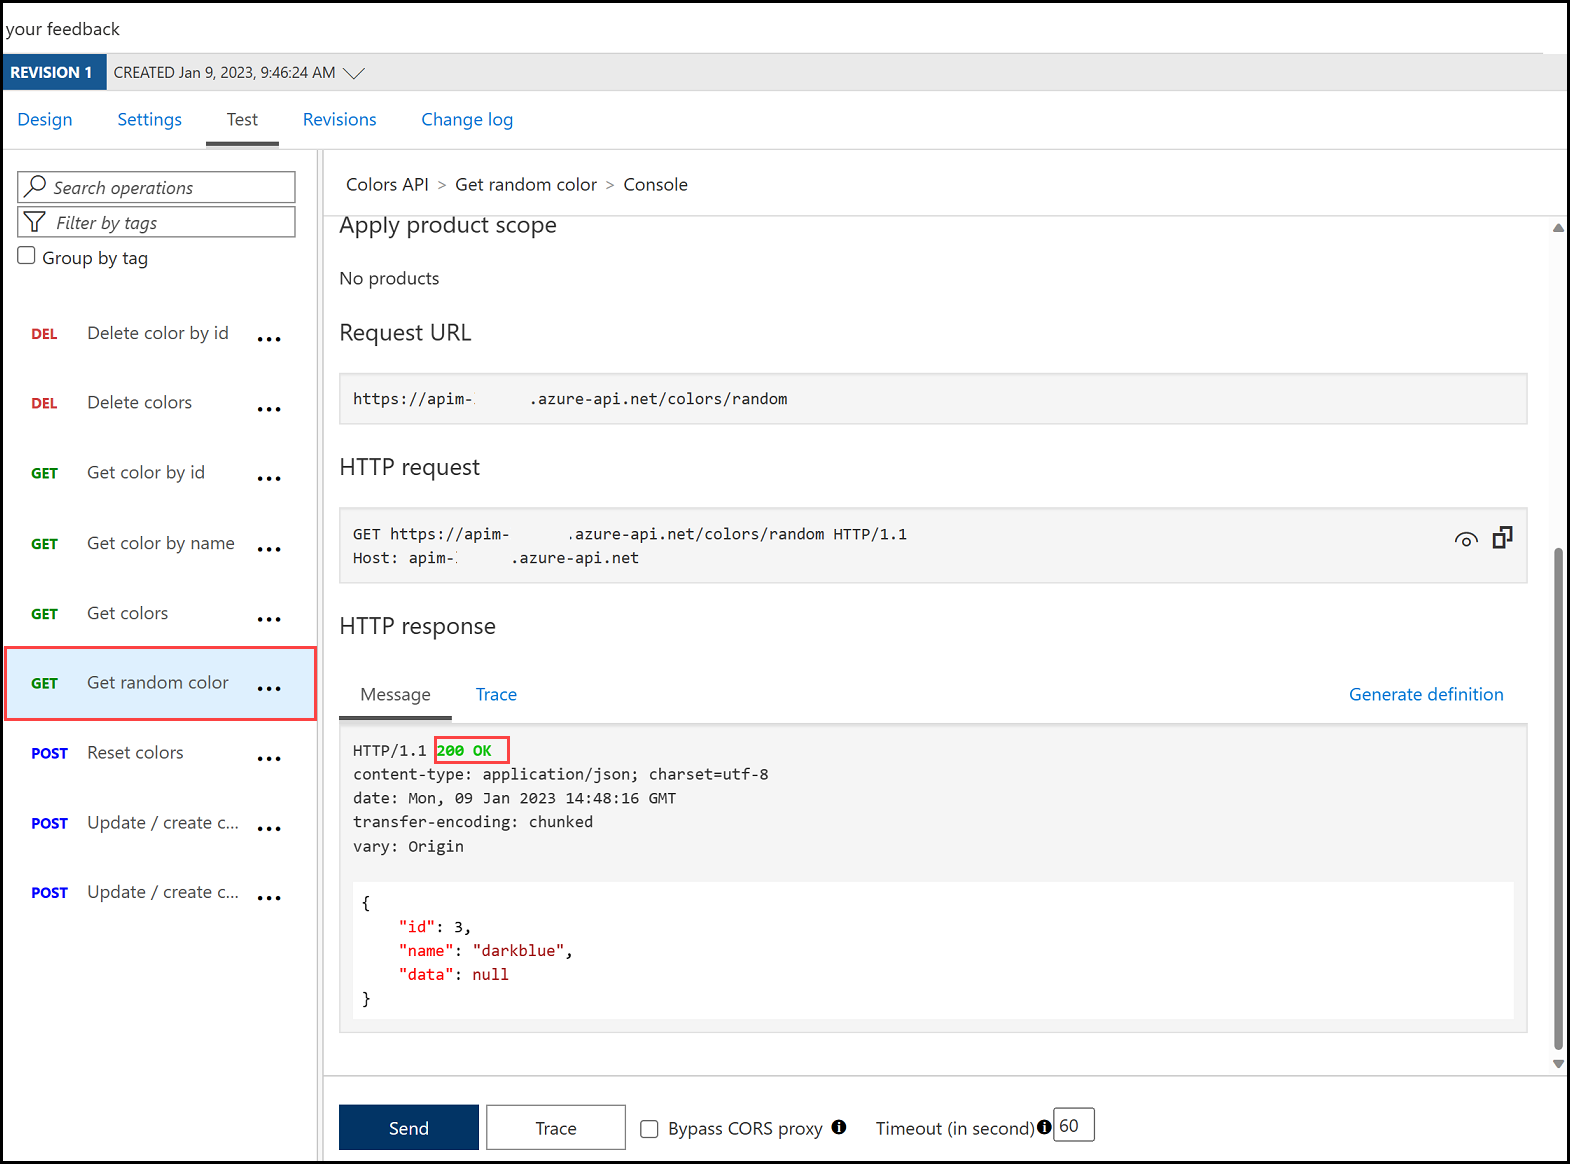 your feedback
REVISION 1 CREATED Jan 9, 2023, 9:46:24 AM
Design Settings Test Revisions Change log
Search operations
Filter by tags
Group by tag
DEL Delete color by id ...
DEL Delete colors ...
GET Get color by id ...
GET Get color by name ...
GET Get colors ...
GET Get random color ...
POST Reset colors ...
POST Update / create c... ...
POST Update / create c... ...
Colors API > Get random color > Console
Apply product scope
No products
Request URL
https://apim- .azure-api.net/colors/random
HTTP request
GET https://apim- .azure-api.net/colors/random HTTP/1.1
Host: apim- .azure-api.net
HTTP response
Message Trace Generate definition
HTTP/1.1 200 OK
content-type: application/json; charset=utf-8
date: Mon, 09 Jan 2023 14:48:16 GMT
transfer-encoding: chunked
vary: Origin
{
"id": 3,
"name": "darkblue",
"data": null
}
Send Trace Bypass CORS proxy Timeout (in second) 60